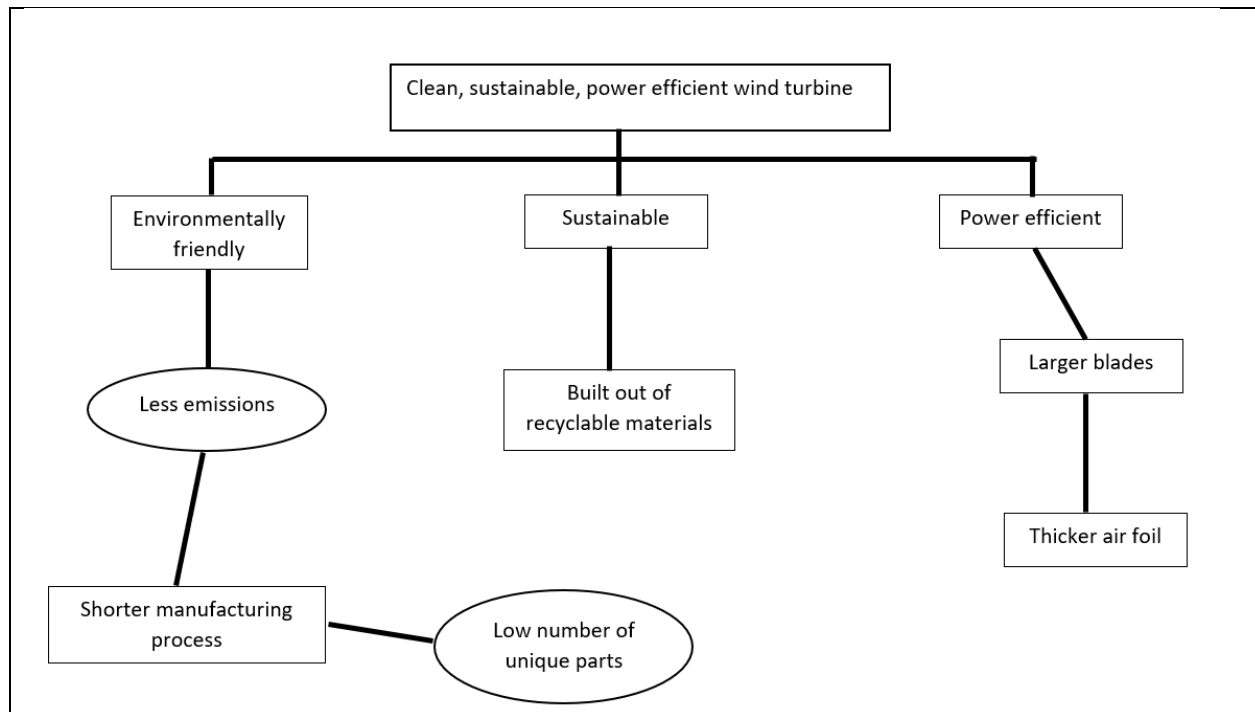 Clean, sustainable, power efficient wind turbine
Environmentally
friendly
Sustainable
Power efficient
Less emissions
Built out of
recyclable materials
Larger blades
Thicker air foil
Shorter manufacturing
process
Low number of
unique parts